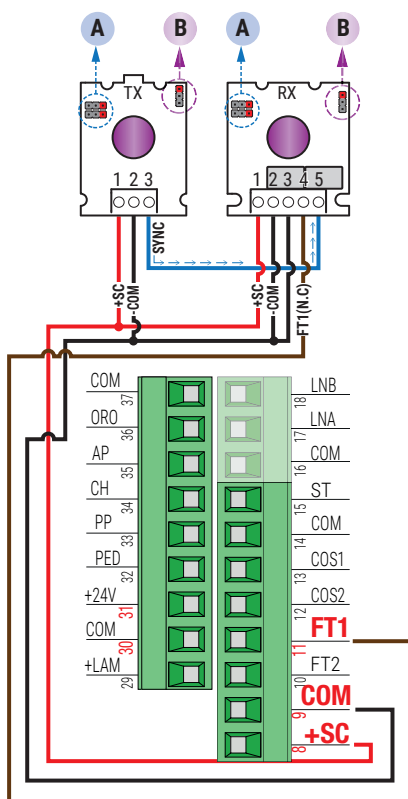 A B A B
TX RX
1 2 3 1 2 3 4 5
SYNC
+SC -COM +SC -COM FT1(N.C)
COM 37 18 LNB
ORO 36 17 LNA
AP 35 16 COM
CH 34 15 ST
PP 33 14 COM
PED 32 13 COS1
+24V 31 12 COS2
COM 30 11 FT1
+LAM 29 10 FT2
9 COM
8 +SC